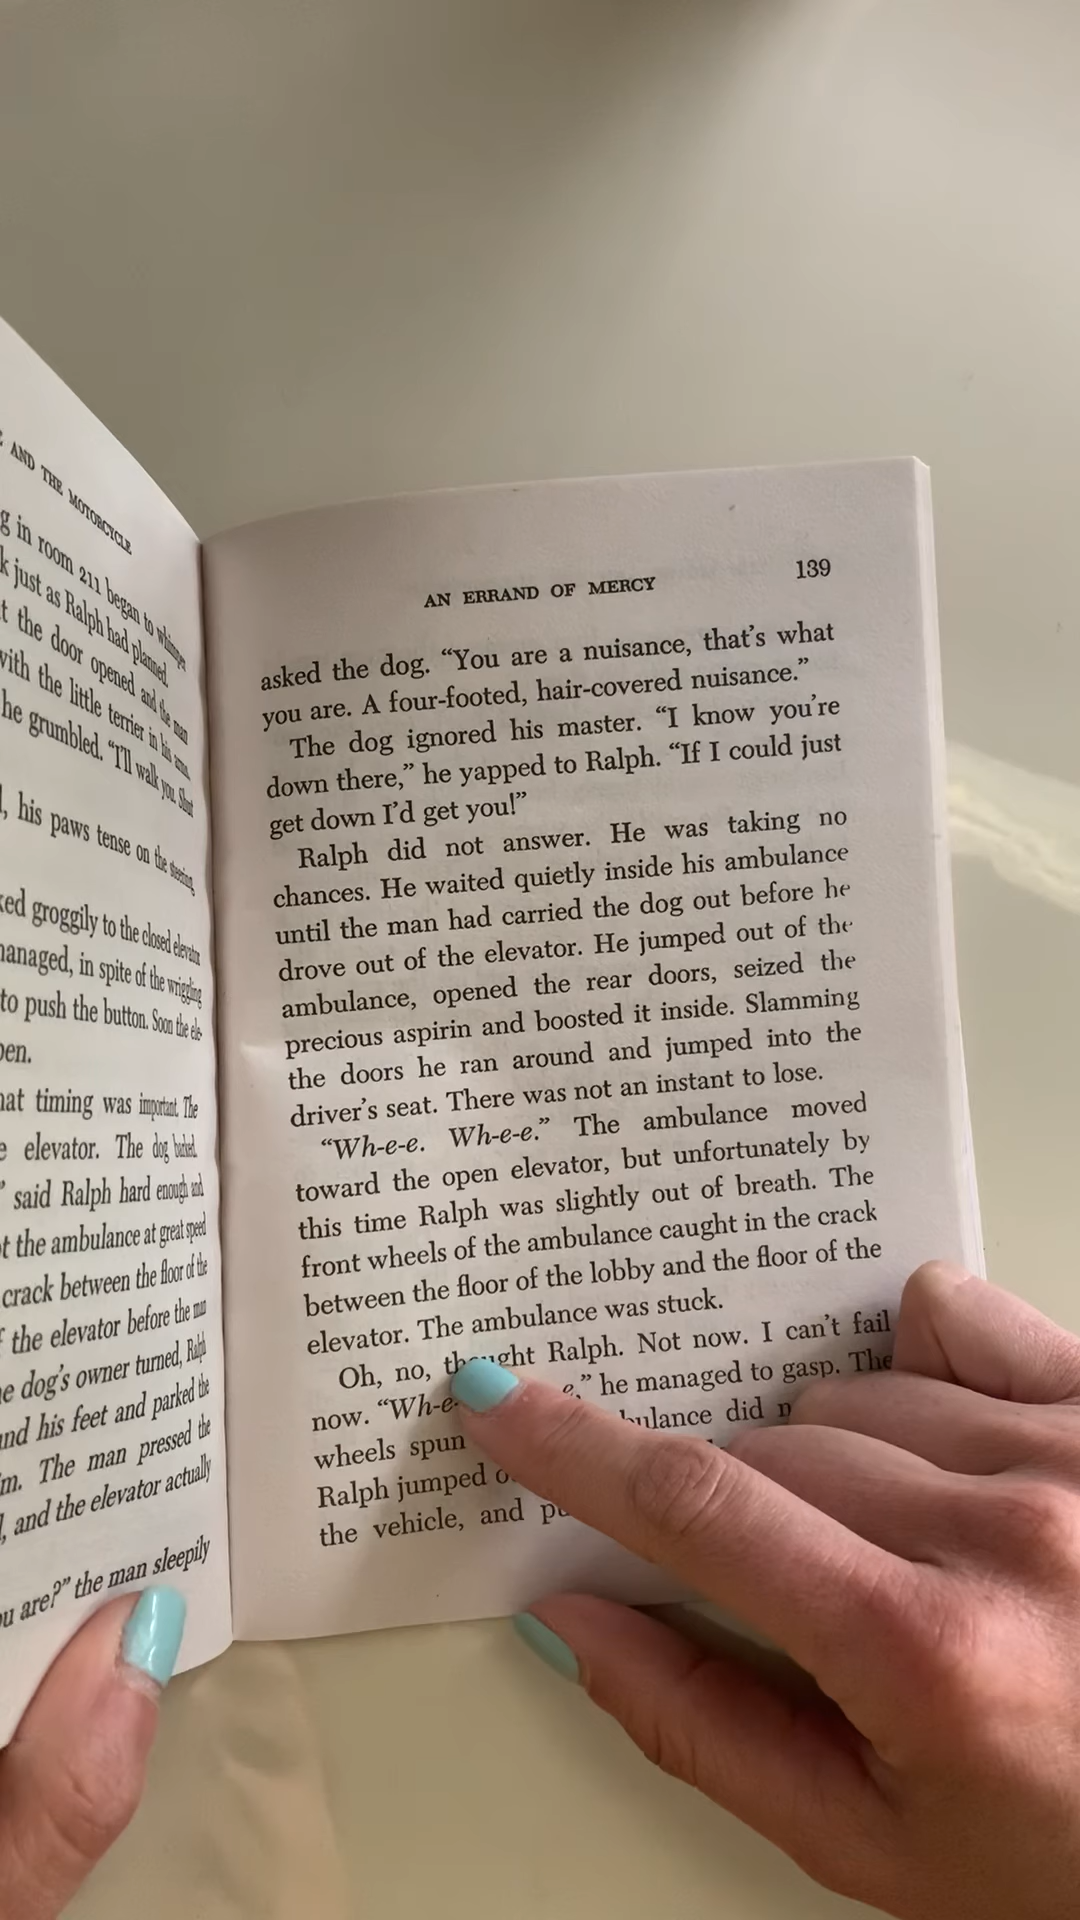 AND THE MOTORCYCLE
g in room 211 began to whimper
k just as Ralph had planned.
t the door opened and the man
with the little terrier in his arms.
he grumbled. "I'll walk you. Shut
his paws tense on the steering
ked groggily to the closed elevator
managed, in spite of the wriggling
to push the button. Soon the ele-
pen.
hat timing was important. The
e elevator. The dog barked.
" said Ralph hard enough and
t the ambulance at great speed
crack between the floor of the
f the elevator before the man
e dog's owner turned, Ralph
und his feet and parked the
m. The man pressed the
l, and the elevator actually
ou are?" the man sleepily
AN ERRAND OF MERCY 139
asked the dog. “You are a nuisance, that’s what
you are. A four-footed, hair-covered nuisance.”
The dog ignored his master. “I know you’re
down there,” he yapped to Ralph. “If I could just
get down I’d get you!”
Ralph did not answer. He was taking no
chances. He waited quietly inside his ambulance
until the man had carried the dog out before he
drove out of the elevator. He jumped out of the
ambulance, opened the rear doors, seized the
precious aspirin and boosted it inside. Slamming
the doors he ran around and jumped into the
driver’s seat. There was not an instant to lose.
“Wh-e-e. Wh-e-e.” The ambulance moved
toward the open elevator, but unfortunately by
this time Ralph was slightly out of breath. The
front wheels of the ambulance caught in the crack
between the floor of the lobby and the floor of the
elevator. The ambulance was stuck.
Oh, no, thought Ralph. Not now. I can’t fail
now. “Wh-e- e,” he managed to gasp. The
wheels spun bulance did n
Ralph jumped o
the vehicle, and pu